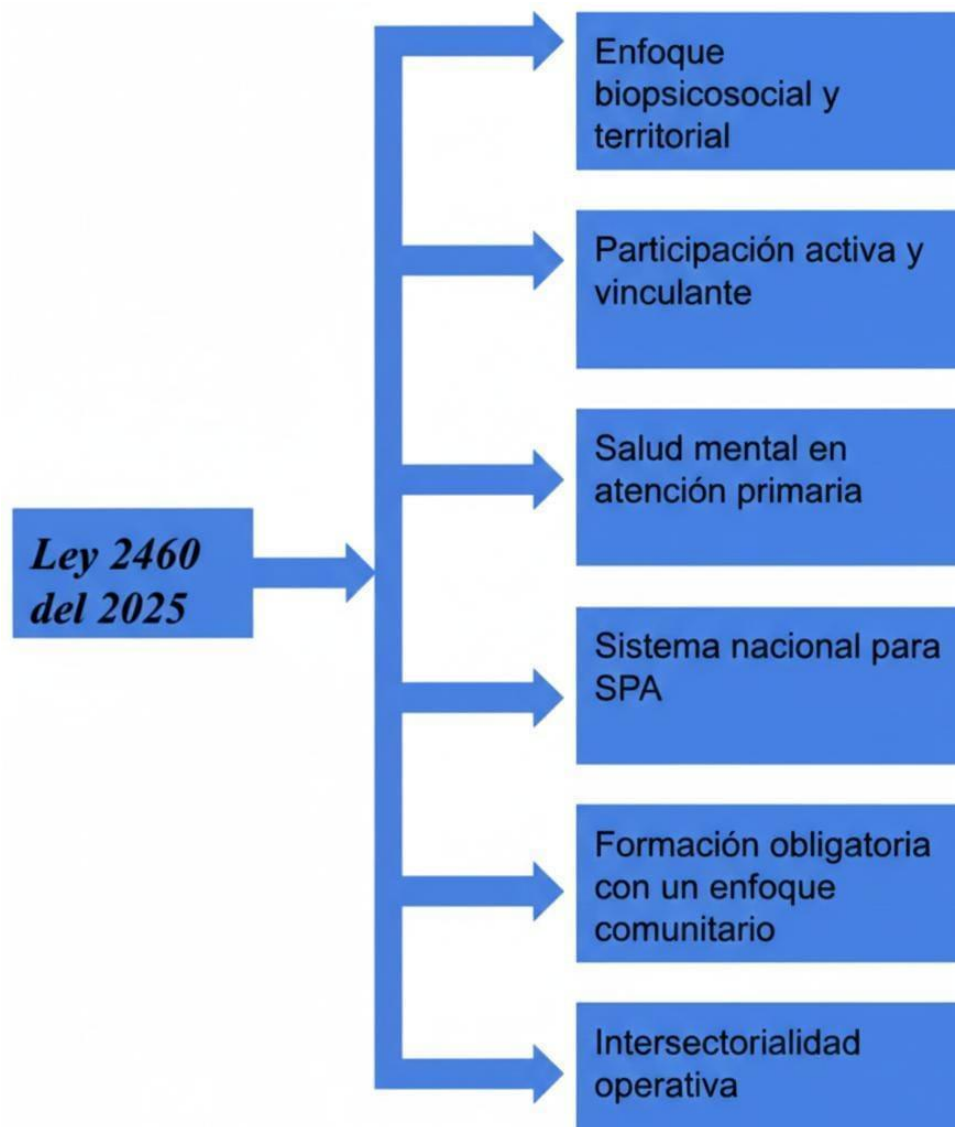 Enfoque
biopsicosocial y
territorial
Participación activa y
vinculante
Salud mental en
atención primaria
Ley 2460
del 2025
Sistema nacional para
SPA
Formación obligatoria
con un enfoque
comunitario
Intersectorialidad
operativa